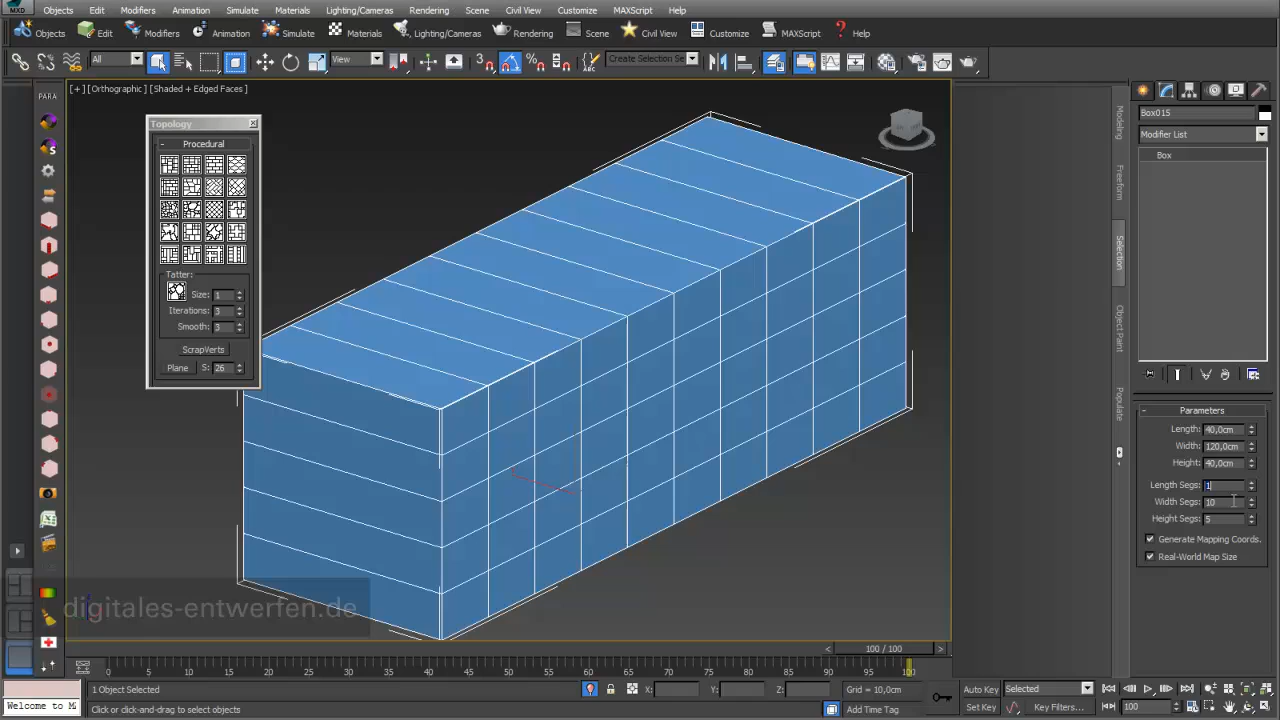 MXD Objects Modifiers Animation Simulate Materials Lighting/Cameras Rendering Scene Civil View Customize MAXScript Help
Objects Edit Modifiers Animation Simulate Materials Lighting/Cameras Rendering Scene Civil View Customize MAXScript Help
All View 3 Create Selection Se
[+] [Orthographic] [Shaded + Edged Faces]
PARA
Topology
- Procedural
Tatter:
Size: 1
Iterations: 3
Smooth: 3
ScrapVerts
Plane S: 26
Modeling
Freeform
Selection
Object Paint
Populate
Box015
Modifier List
Box
- Parameters
Length: 40,0cm
Width: 120,0cm
Height: 40,0cm
Length Segs: 1
Width Segs: 10
Height Segs: 5
Generate Mapping Coords.
Real-World Map Size
digitales-entwerfen.de
< 100 / 100 >
0 5 10 15 20 25 30 35 40 45 50 55 60 65 70 75 80 85 90 95 100
1 Object Selected X: Y: Z: Grid = 10,0cm Auto Key Selected
Welcome to M Click or click-and-drag to select objects Add Time Tag Set Key Key Filters... 100